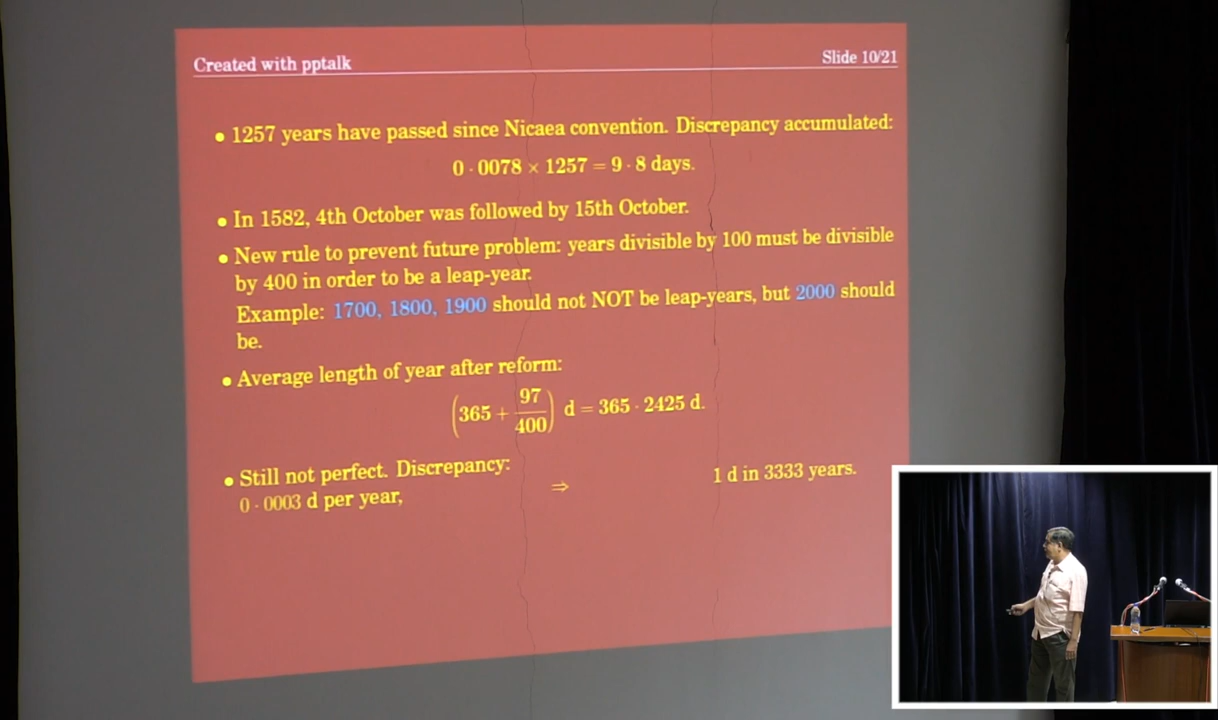 Created with pptalk
Slide 10/21
• 1257 years have passed since Nicaea convention. Discrepancy accumulated:
0 · 0078 × 1257 = 9 · 8 days.
• In 1582, 4th October was followed by 15th October.
• New rule to prevent future problem: years divisible by 100 must be divisible
by 400 in order to be a leap-year.
Example: 1700, 1800, 1900 should not NOT be leap-years, but 2000 should
be.
• Average length of year after reform:
(365 + 97/400) d = 365 · 2425 d.
• Still not perfect. Discrepancy:
0 · 0003 d per year, ⇒ 1 d in 3333 years.